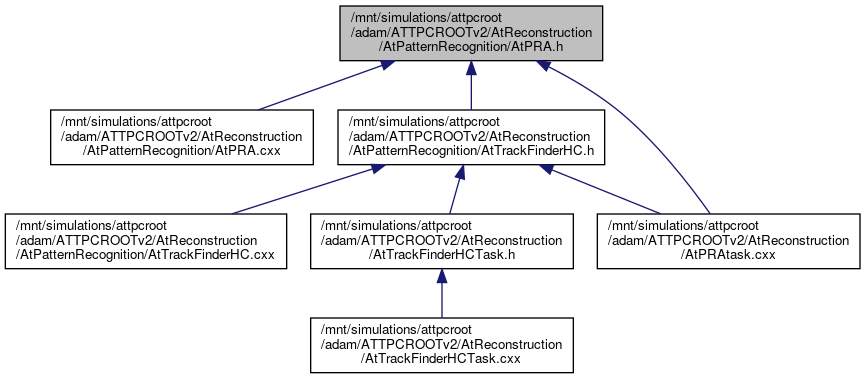 /mnt/simulations/attpcroot
/adam/ATTPCROOTv2/AtReconstruction
/AtPatternRecognition/AtPRA.h
/mnt/simulations/attpcroot
/adam/ATTPCROOTv2/AtReconstruction
/AtPatternRecognition/AtPRA.cxx
/mnt/simulations/attpcroot
/adam/ATTPCROOTv2/AtReconstruction
/AtPatternRecognition/AtTrackFinderHC.h
/mnt/simulations/attpcroot
/adam/ATTPCROOTv2/AtReconstruction
/AtPatternRecognition/AtTrackFinderHC.cxx
/mnt/simulations/attpcroot
/adam/ATTPCROOTv2/AtReconstruction
/AtTrackFinderHCTask.h
/mnt/simulations/attpcroot
/adam/ATTPCROOTv2/AtReconstruction
/AtPRAtask.cxx
/mnt/simulations/attpcroot
/adam/ATTPCROOTv2/AtReconstruction
/AtTrackFinderHCTask.cxx